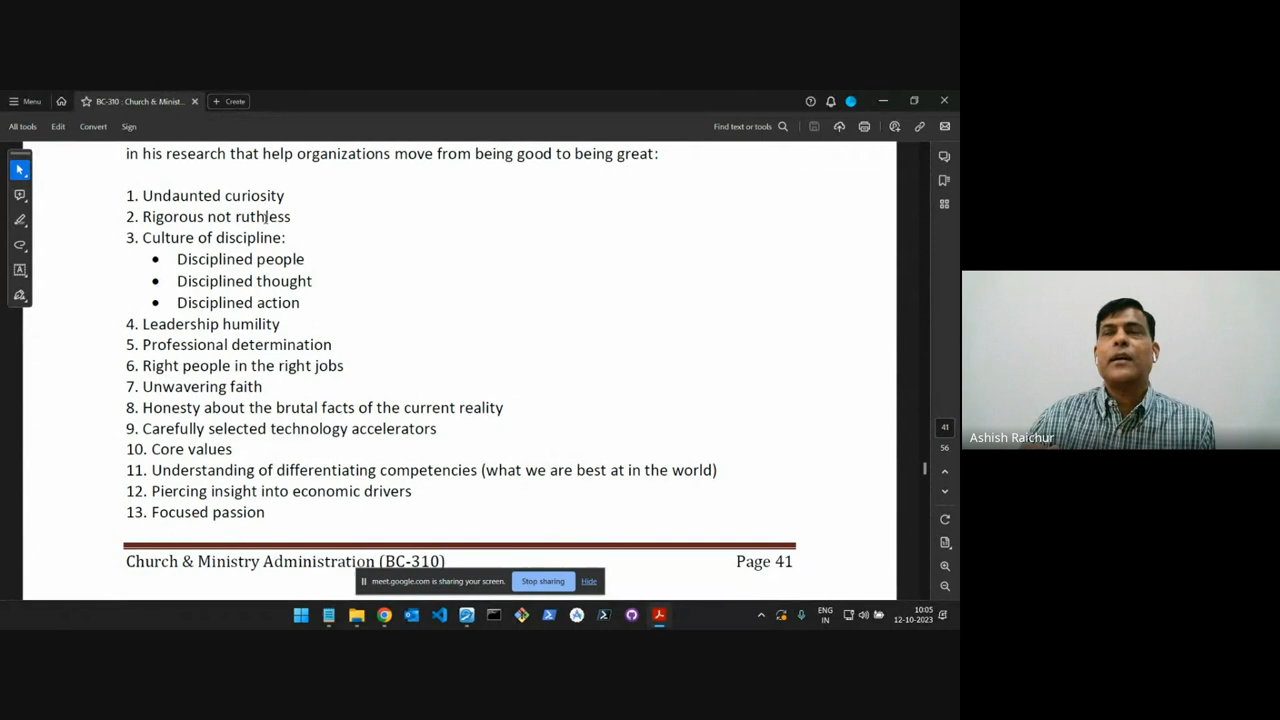 Menu
BC-310 : Church & Minist...
Create
All tools Edit Convert Sign
Find text or tools
in his research that help organizations move from being good to being great:
1. Undaunted curiosity
2. Rigorous not ruthless
3. Culture of discipline:
• Disciplined people
• Disciplined thought
• Disciplined action
4. Leadership humility
5. Professional determination
6. Right people in the right jobs
7. Unwavering faith
8. Honesty about the brutal facts of the current reality
9. Carefully selected technology accelerators
10. Core values
11. Understanding of differentiating competencies (what we are best at in the world)
12. Piercing insight into economic drivers
13. Focused passion
Church & Ministry Administration (BC-310) Page 41
41
56
meet.google.com is sharing your screen. Stop sharing Hide
ENG
IN
10:05
12-10-2023
Ashish Raichur